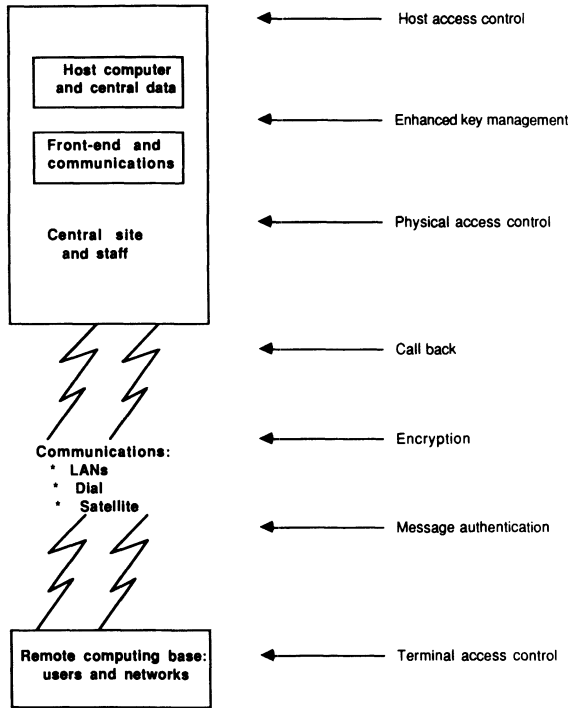 Host access control
Host computer
and central data
Enhanced key management
Front-end and
communications
Physical access control
Central site
and staff
Call back
Encryption
Communications:
* LANs
* Dial
* Satellite
Message authentication
Remote computing base:
users and networks
Terminal access control